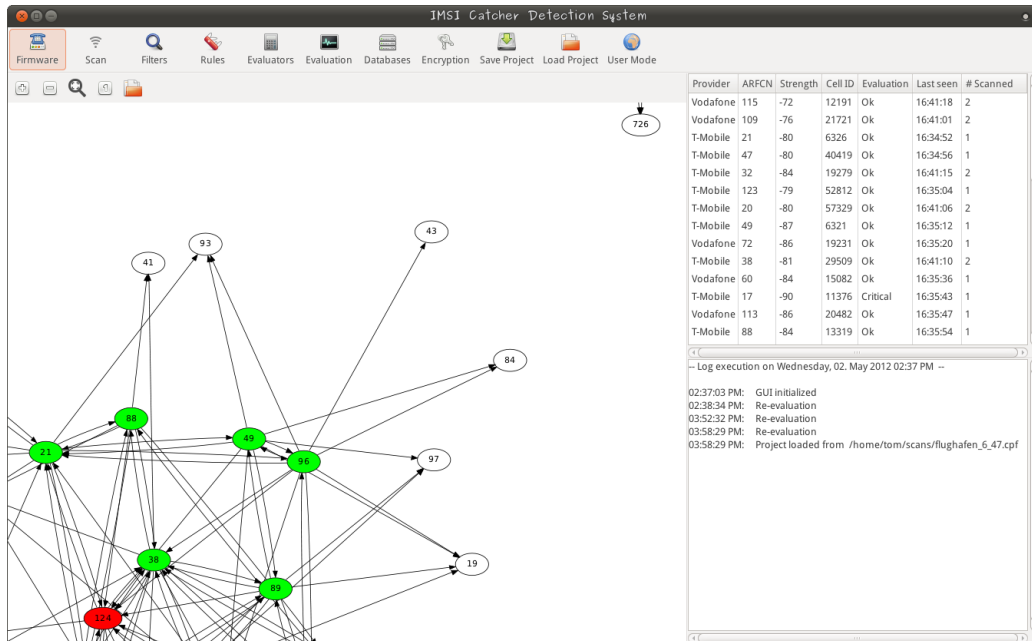 IMSI Catcher Detection System
Firmware Scan Filters Rules Evaluators Evaluation Databases Encryption Save Project Load Project User Mode
726
43
93
41
84
88
49
21
96
97
38
19
89
124
Provider ARFCN Strength Cell ID Evaluation Last seen # Scanned
Vodafone 115 -72 12191 Ok 16:41:18 2
Vodafone 109 -76 21721 Ok 16:41:01 2
T-Mobile 21 -80 6326 Ok 16:34:52 1
T-Mobile 47 -80 40419 Ok 16:34:56 1
T-Mobile 32 -84 19279 Ok 16:41:15 2
T-Mobile 123 -79 52812 Ok 16:35:04 1
T-Mobile 20 -80 57329 Ok 16:41:06 2
T-Mobile 49 -87 6321 Ok 16:35:12 1
Vodafone 72 -86 19231 Ok 16:35:20 1
T-Mobile 38 -81 29509 Ok 16:41:10 2
Vodafone 60 -84 15082 Ok 16:35:36 1
T-Mobile 17 -90 11376 Critical 16:35:43 1
Vodafone 113 -86 20482 Ok 16:35:47 1
T-Mobile 88 -84 13319 Ok 16:35:54 1
-- Log execution on Wednesday, 02. May 2012 02:37 PM --
02:37:03 PM: GUI initialized
02:38:34 PM: Re-evaluation
03:52:32 PM: Re-evaluation
03:58:29 PM: Re-evaluation
03:58:29 PM: Project loaded from /home/tom/scans/flughafen_6_47.cpf